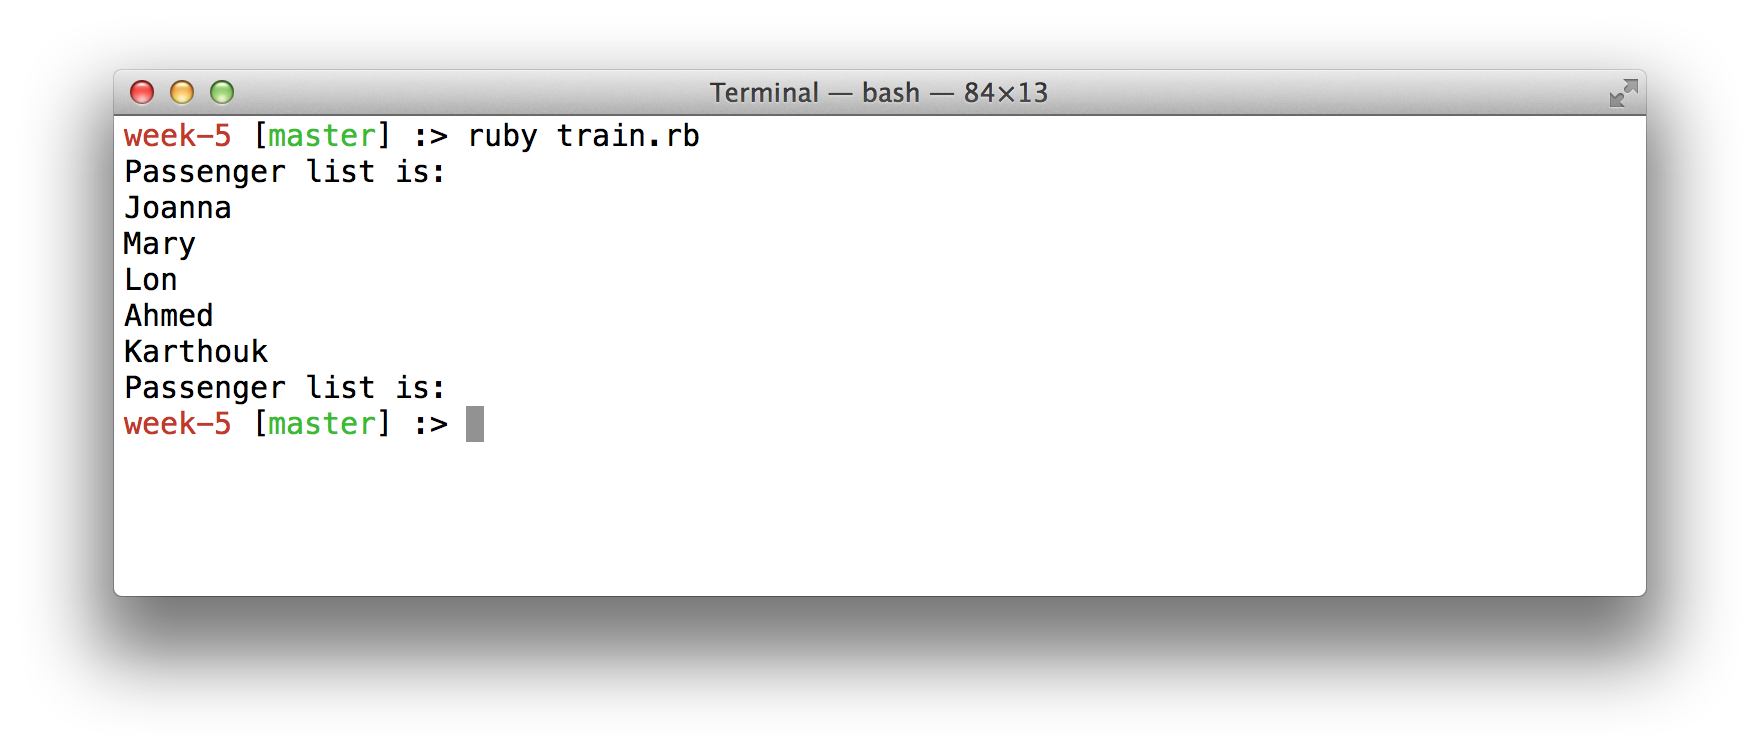 Terminal — bash — 84×13
week-5 [master] :> ruby train.rb
Passenger list is:
Joanna
Mary
Lon
Ahmed
Karthouk
Passenger list is:
week-5 [master] :>